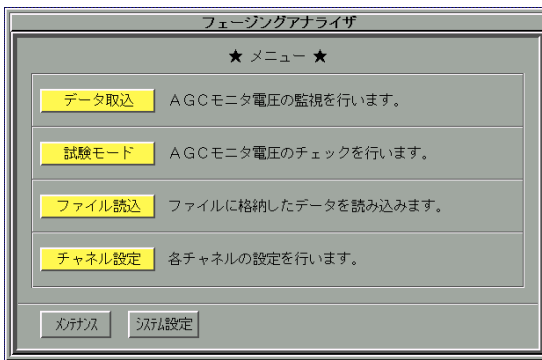 フェージングアナライザ
★ メニュー ★
データ取込 AGCモニタ電圧の監視を行います。
試験モード AGCモニタ電圧のチェックを行います。
ファイル読込 ファイルに格納したデータを読み込みます。
チャネル設定 各チャネルの設定を行います。
ﾒﾝﾃﾅﾝｽ ｼｽﾃﾑ設定